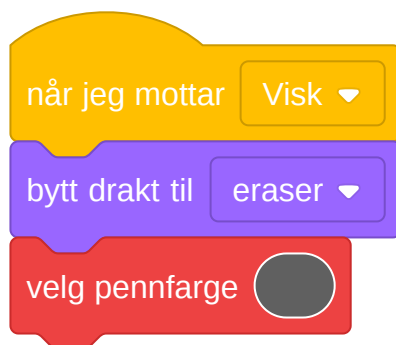 når jeg mottar Visk
bytt drakt til eraser
velg pennfarge